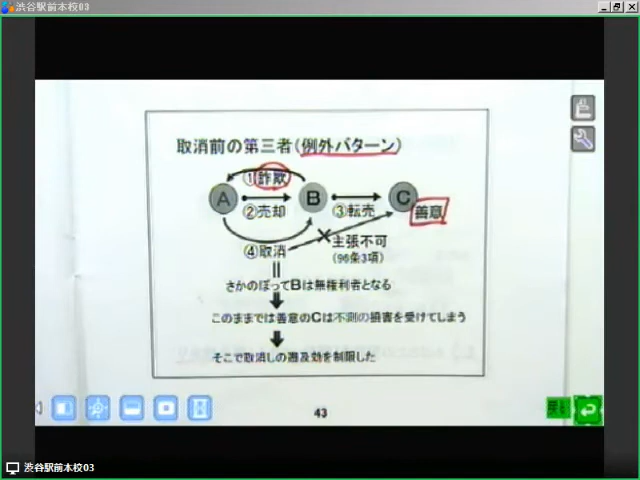 渋谷駅前本校03
取消前の第三者(例外パターン)
①詐欺
A B C
②売却 ③転売 善意
④取消 主張不可
(96条3項)
さかのぼってBは無権利者となる
このままでは善意のCは不測の損害を受けてしまう
そこで取消しの遡及効を制限した
43
渋谷駅前本校03